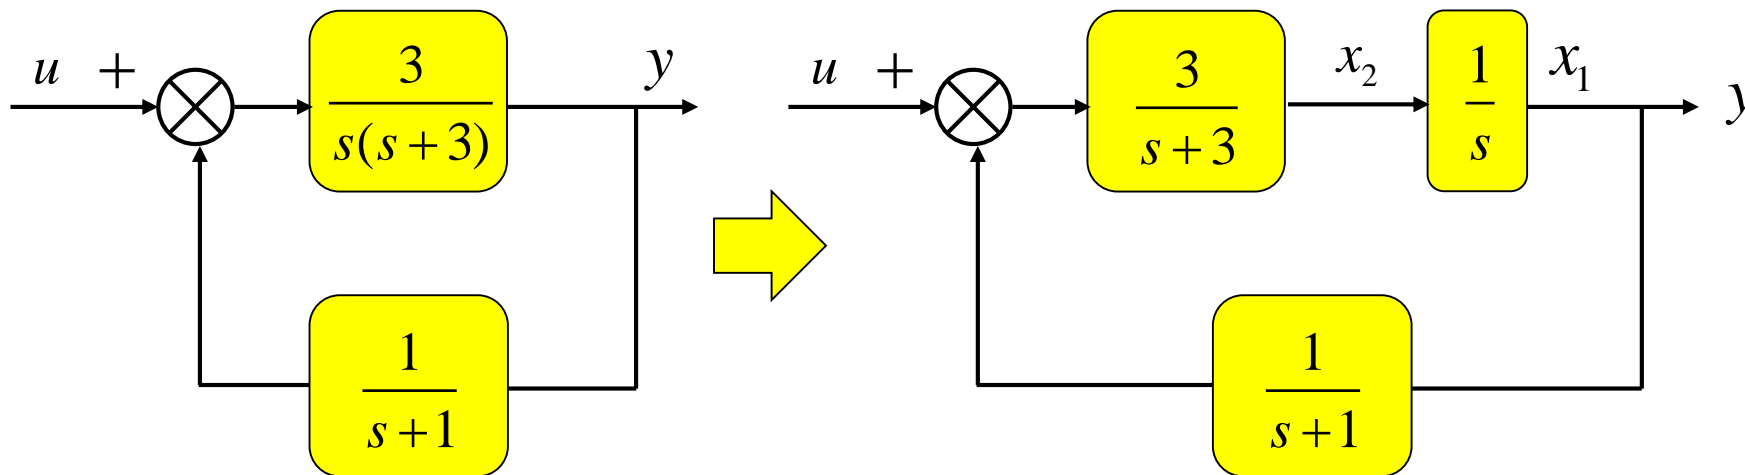 u + 3/(s(s+3)) y
1/(s+1)
u + 3/(s+3) x₂ 1/s x₁ y
1/(s+1)